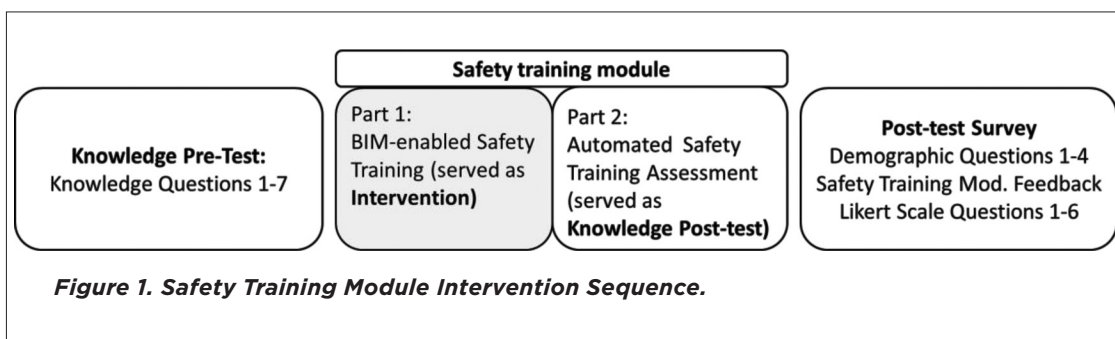 Safety training module
Knowledge Pre-Test:
Knowledge Questions 1-7
Part 1:
BIM-enabled Safety
Training (served as
Intervention)
Part 2:
Automated Safety
Training Assessment
(served as
Knowledge Post-test)
Post-test Survey
Demographic Questions 1-4
Safety Training Mod. Feedback
Likert Scale Questions 1-6
Figure 1. Safety Training Module Intervention Sequence.